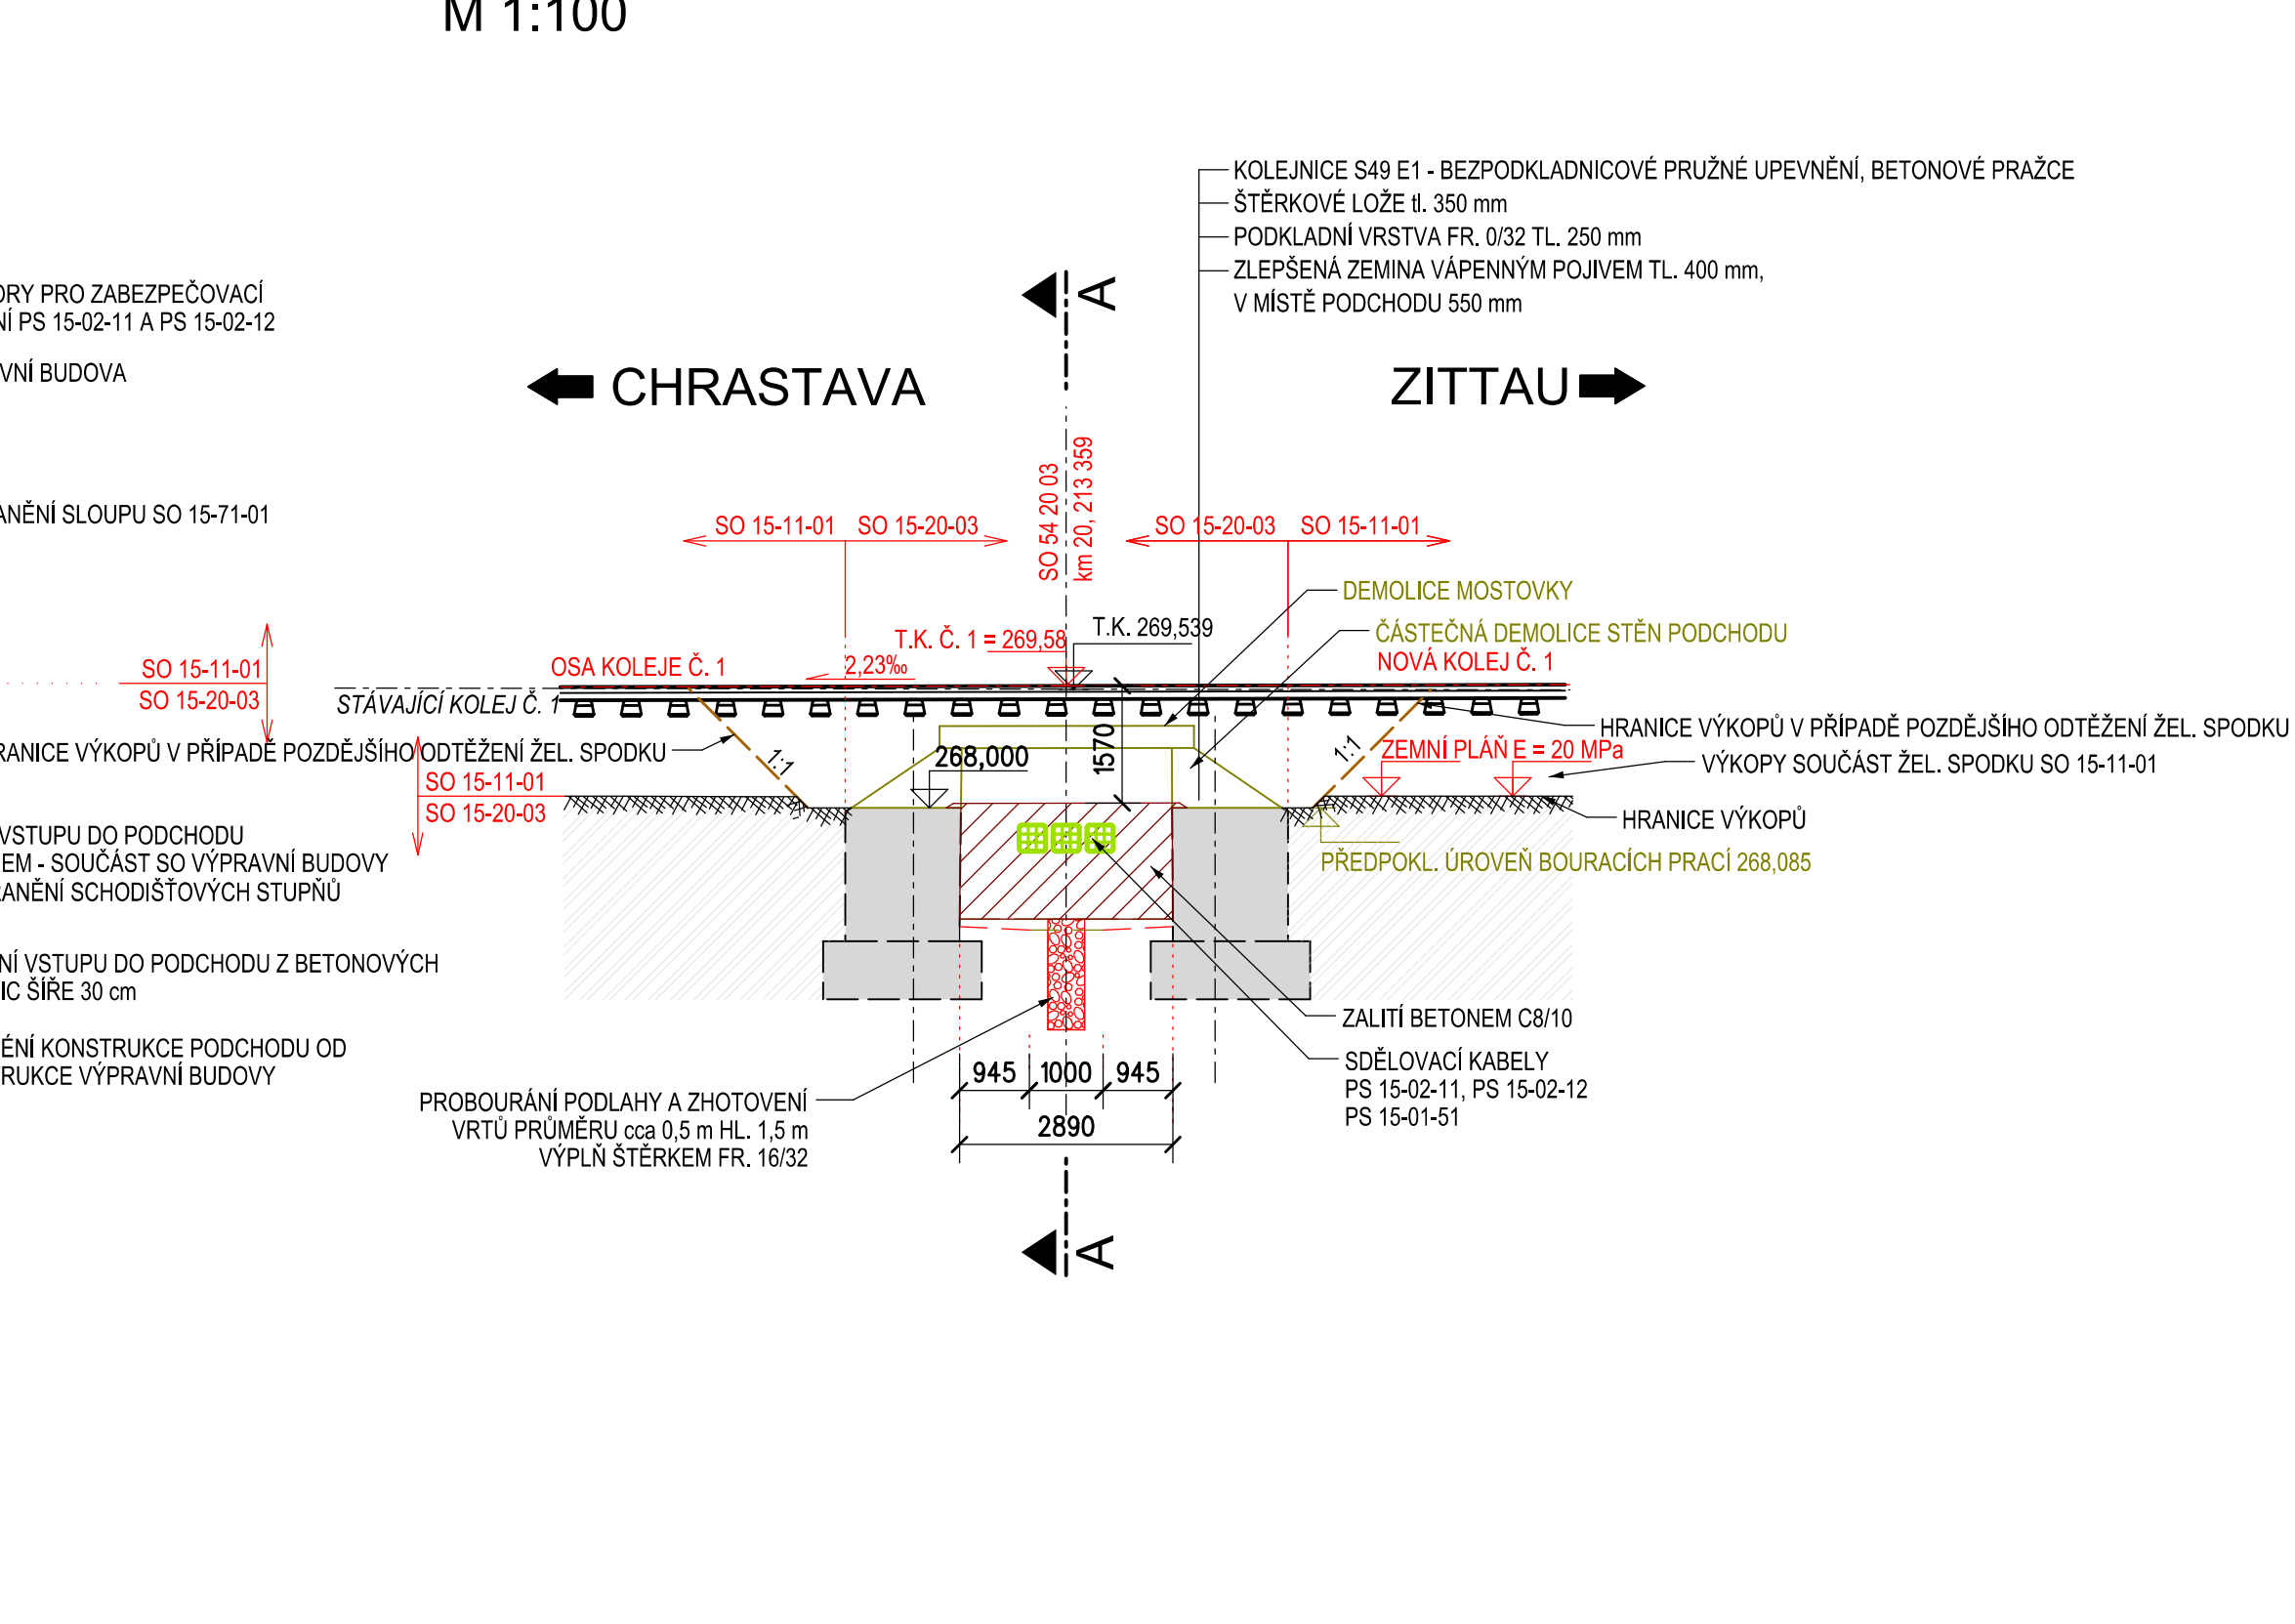 M 1:100
KOLEJNICE S49 E1 - BEZPODKLADNICOVÉ PRUŽNÉ UPEVNĚNÍ, BETONOVÉ PRAŽCE
ŠTĚRKOVÉ LOŽE tl. 350 mm
PODKLADNÍ VRSTVA FR. 0/32 TL. 250 mm
ZLEPŠENÁ ZEMINA VÁPENNÝM POJIVEM TL. 400 mm,
V MÍSTĚ PODCHODU 550 mm
ORY PRO ZABEZPEČOVACÍ
NÍ PS 15-02-11 A PS 15-02-12
VNÍ BUDOVA
ANĚNÍ SLOUPU SO 15-71-01
A
CHRASTAVA
ZITTAU
SO 54 20 03
km 20, 213 359
SO 15-11-01
SO 15-20-03
SO 15-20-03
SO 15-11-01
DEMOLICE MOSTOVKY
ČÁSTEČNÁ DEMOLICE STĚN PODCHODU
NOVÁ KOLEJ Č. 1
T.K. Č. 1 = 269,58
T.K. 269,539
OSA KOLEJE Č. 1
2,23‰
SO 15-11-01
SO 15-20-03
STÁVAJÍCÍ KOLEJ Č. 1
RANICE VÝKOPŮ V PŘÍPADĚ POZDĚJŠÍHO ODTĚŽENÍ ŽEL. SPODKU
HRANICE VÝKOPŮ V PŘÍPADĚ POZDĚJŠÍHO ODTĚŽENÍ ŽEL. SPODKU
1:1
268,000
1570
1:1
ZEMNÍ PLÁŇ E = 20 MPa
VÝKOPY SOUČÁST ŽEL. SPODKU SO 15-11-01
SO 15-11-01
SO 15-20-03
HRANICE VÝKOPŮ
VSTUPU DO PODCHODU
EM - SOUČÁST SO VÝPRAVNÍ BUDOVY
RANĚNÍ SCHODIŠŤOVÝCH STUPŇŮ
PŘEDPOKL. ÚROVEŇ BOURACÍCH PRACÍ 268,085
NÍ VSTUPU DO PODCHODU Z BETONOVÝCH
IC ŠÍŘE 30 cm
ZALITÍ BETONEM C8/10
ĚNÍ KONSTRUKCE PODCHODU OD
TRUKCE VÝPRAVNÍ BUDOVY
SDĚLOVACÍ KABELY
PS 15-02-11, PS 15-02-12
PS 15-01-51
945
1000
945
2890
PROBOURÁNÍ PODLAHY A ZHOTOVENÍ
VRTŮ PRŮMĚRU cca 0,5 m HL. 1,5 m
VÝPLŇ ŠTĚRKEM FR. 16/32
A